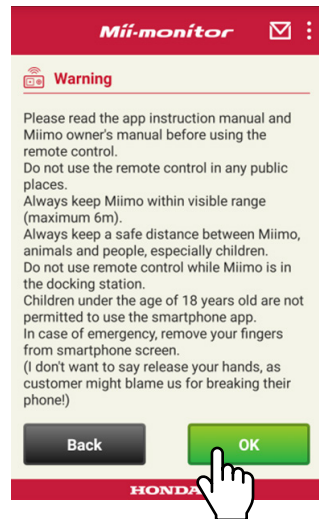 Mii-monitor
Warning
Please read the app instruction manual and
Miimo owner's manual before using the
remote control.
Do not use the remote control in any public
places.
Always keep Miimo within visible range
(maximum 6m).
Always keep a safe distance between Miimo,
animals and people, especially children.
Do not use remote control while Miimo is in
the docking station.
Children under the age of 18 years old are not
permitted to use the smartphone app.
In case of emergency, remove your fingers
from smartphone screen.
(I don't want to say release your hands, as
customer might blame us for breaking their
phone!)
Back
OK
HONDA